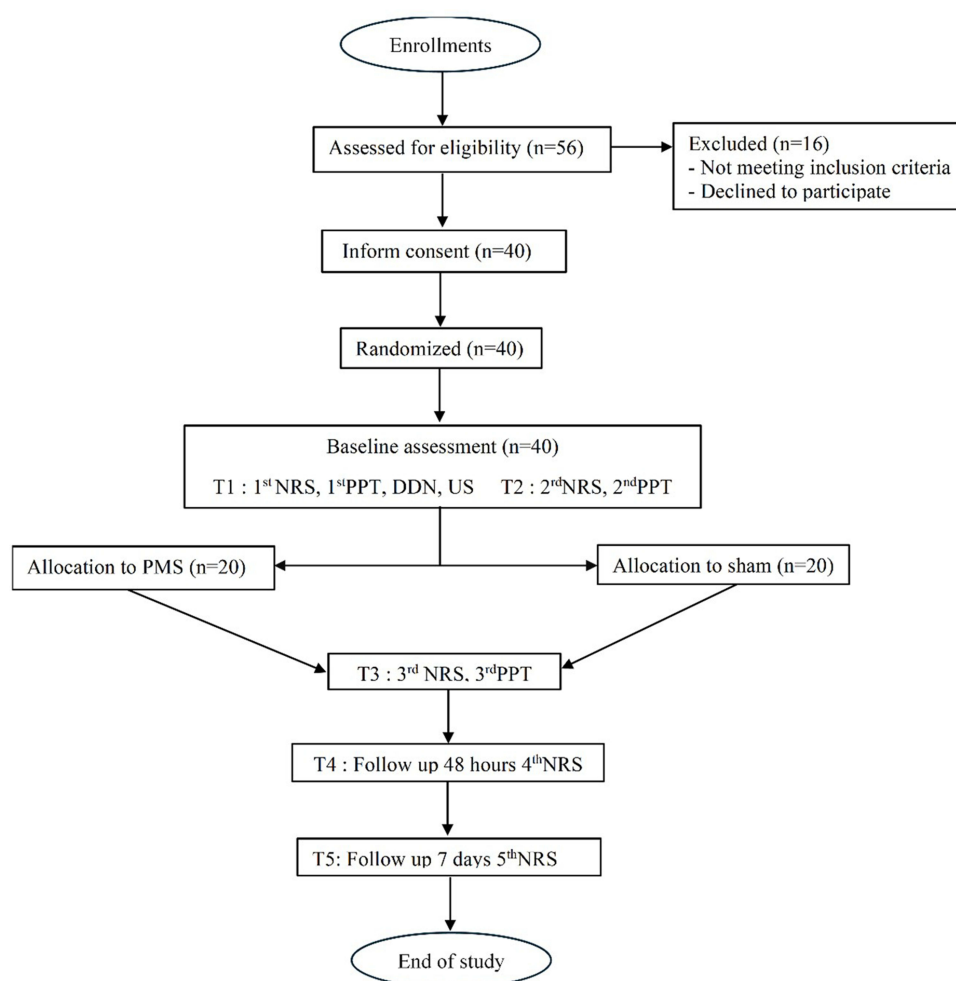 Enrollments
Assessed for eligibility (n=56)
Excluded (n=16)
- Not meeting inclusion criteria
- Declined to participate
Inform consent (n=40)
Randomized (n=40)
Baseline assessment (n=40)
T1 : 1st NRS, 1stPPT, DDN, US T2 : 2rdNRS, 2ndPPT
Allocation to PMS (n=20)
Allocation to sham (n=20)
T3 : 3rd NRS, 3rdPPT
T4 : Follow up 48 hours 4thNRS
T5: Follow up 7 days 5thNRS
End of study